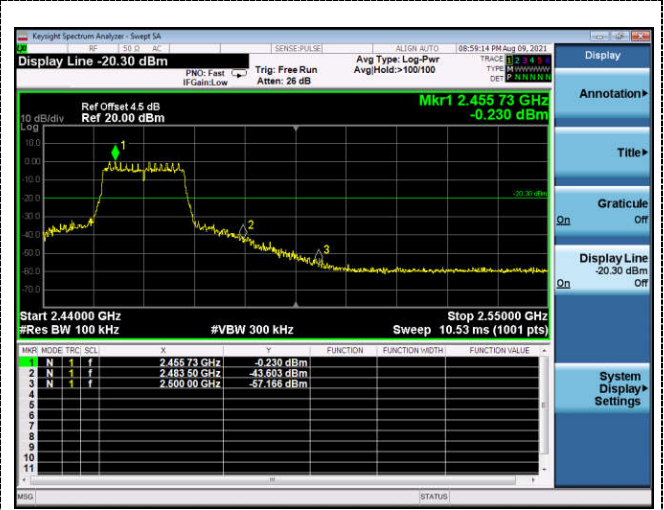 Keysight Spectrum Analyzer - Swept SA
RF 50 Ω AC SENSE:PULSE ALIGN AUTO 08:59:14 PM Aug 09, 2021
Display Line -20.30 dBm
PNO: Fast
IFGain:Low
Trig: Free Run
Atten: 26 dB
Avg Type: Log-Pwr
Avg|Hold:>100/100
TRACE 1 2 3 4 5 6
TYPE
DET P N N N N N
Display
Annotation
Title
Graticule
On Off
Display Line
-20.30 dBm
On Off
System
Display
Settings
Mkr1 2.455 73 GHz
-0.230 dBm
Ref Offset 4.5 dB
10 dB/div Ref 20.00 dBm
Log
10.0
0.00
-10.0
-20.0
-30.0
-40.0
-50.0
-60.0
-70.0
1
2
3
-20.30 dBm
Start 2.44000 GHz Stop 2.55000 GHz
#Res BW 100 kHz #VBW 300 kHz Sweep 10.53 ms (1001 pts)
MKR MODE TRC SCL X Y FUNCTION FUNCTION WIDTH FUNCTION VALUE
1 N 1 f 2.455 73 GHz -0.230 dBm
2 N 1 f 2.483 50 GHz -43.603 dBm
3 N 1 f 2.500 00 GHz -57.166 dBm
4
5
6
7
8
9
10
11
MSG STATUS